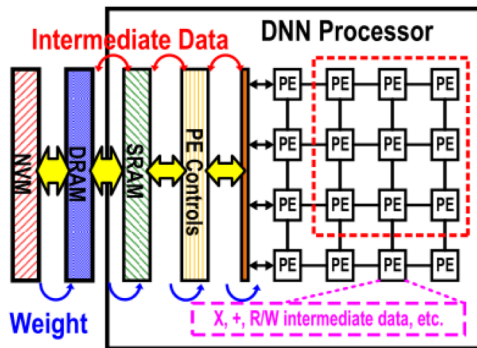 DNN Processor
Intermediate Data
NVM
DRAM
SRAM
PE Controls
PE PE PE PE
PE PE PE PE
PE PE PE PE
PE PE PE PE
Weight
X, +, R/W intermediate data, etc.